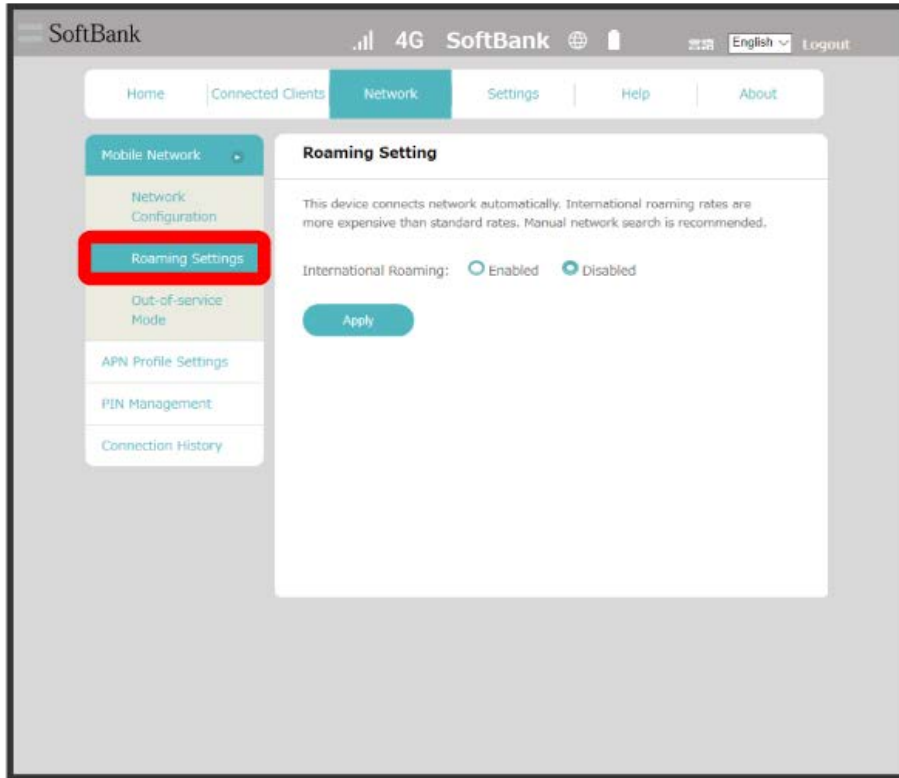 SoftBank
4G SoftBank
言語 English Logout
Home Connected Clients Network Settings Help About
Mobile Network
Network
Configuration
Roaming Settings
Out-of-service
Mode
APN Profile Settings
PIN Management
Connection History
Roaming Setting
This device connects network automatically. International roaming rates are
more expensive than standard rates. Manual network search is recommended.
International Roaming: Enabled Disabled
Apply